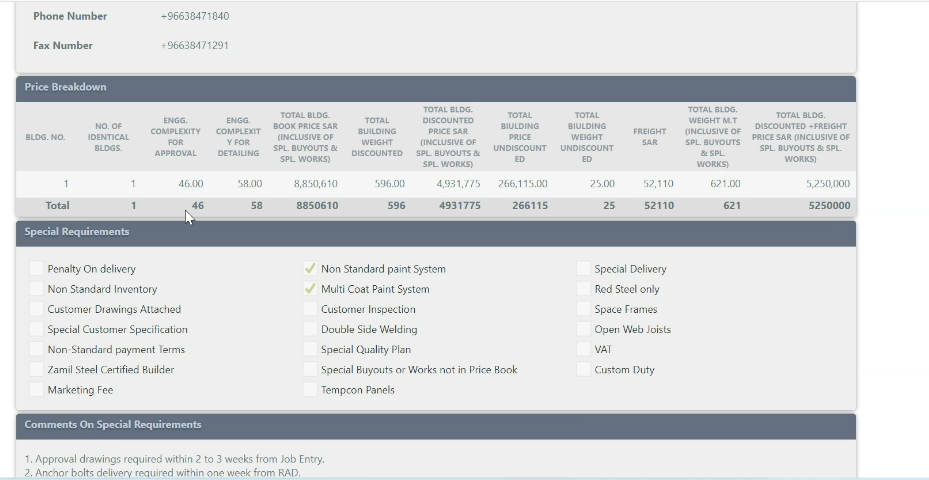 Phone Number +96638471840
Fax Number +96638471291
Price Breakdown
BLDG. NO. NO. OF IDENTICAL BLDGS. ENGG. COMPLEXITY FOR APPROVAL ENGG. COMPLEXIT Y FOR DETAILING TOTAL BLDG. BOOK PRICE SAR (INCLUSIVE OF SPL. BUYOUTS & SPL. WORKS) TOTAL BUILDING WEIGHT DISCOUNTED TOTAL BLDG. DISCOUNTED PRICE SAR (INCLUSIVE OF SPL. BUYOUTS & SPL. WORKS) TOTAL BIUILDING PRICE UNDISCOUNT ED TOTAL BIUILDING WEIGHT UNDISCOUNT ED FREIGHT SAR TOTAL BLDG. WEIGHT M.T (INCLUSIVE OF SPL. BUYOUTS & SPL. WORKS) TOTAL BLDG. DISCOUNTED +FREIGHT PRICE SAR (INCLUSIVE OF SPL. BUYOUTS & SPL. WORKS)
1 1 46.00 58.00 8,850,610 596.00 4,931,775 266,115.00 25.00 52,110 621.00 5,250,000
Total 1 46 58 8850610 596 4931775 266115 25 52110 621 5250000
Special Requirements
Penalty On delivery Non Standard paint System Special Delivery
Non Standard Inventory Multi Coat Paint System Red Steel only
Customer Drawings Attached Customer Inspection Space Frames
Special Customer Specification Double Side Welding Open Web Joists
Non-Standard payment Terms Special Quality Plan VAT
Zamil Steel Certified Builder Special Buyouts or Works not in Price Book Custom Duty
Marketing Fee Tempcon Panels
Comments On Special Requirements
1. Approval drawings required within 2 to 3 weeks from Job Entry.
2. Anchor bolts delivery required within one week from RAD.